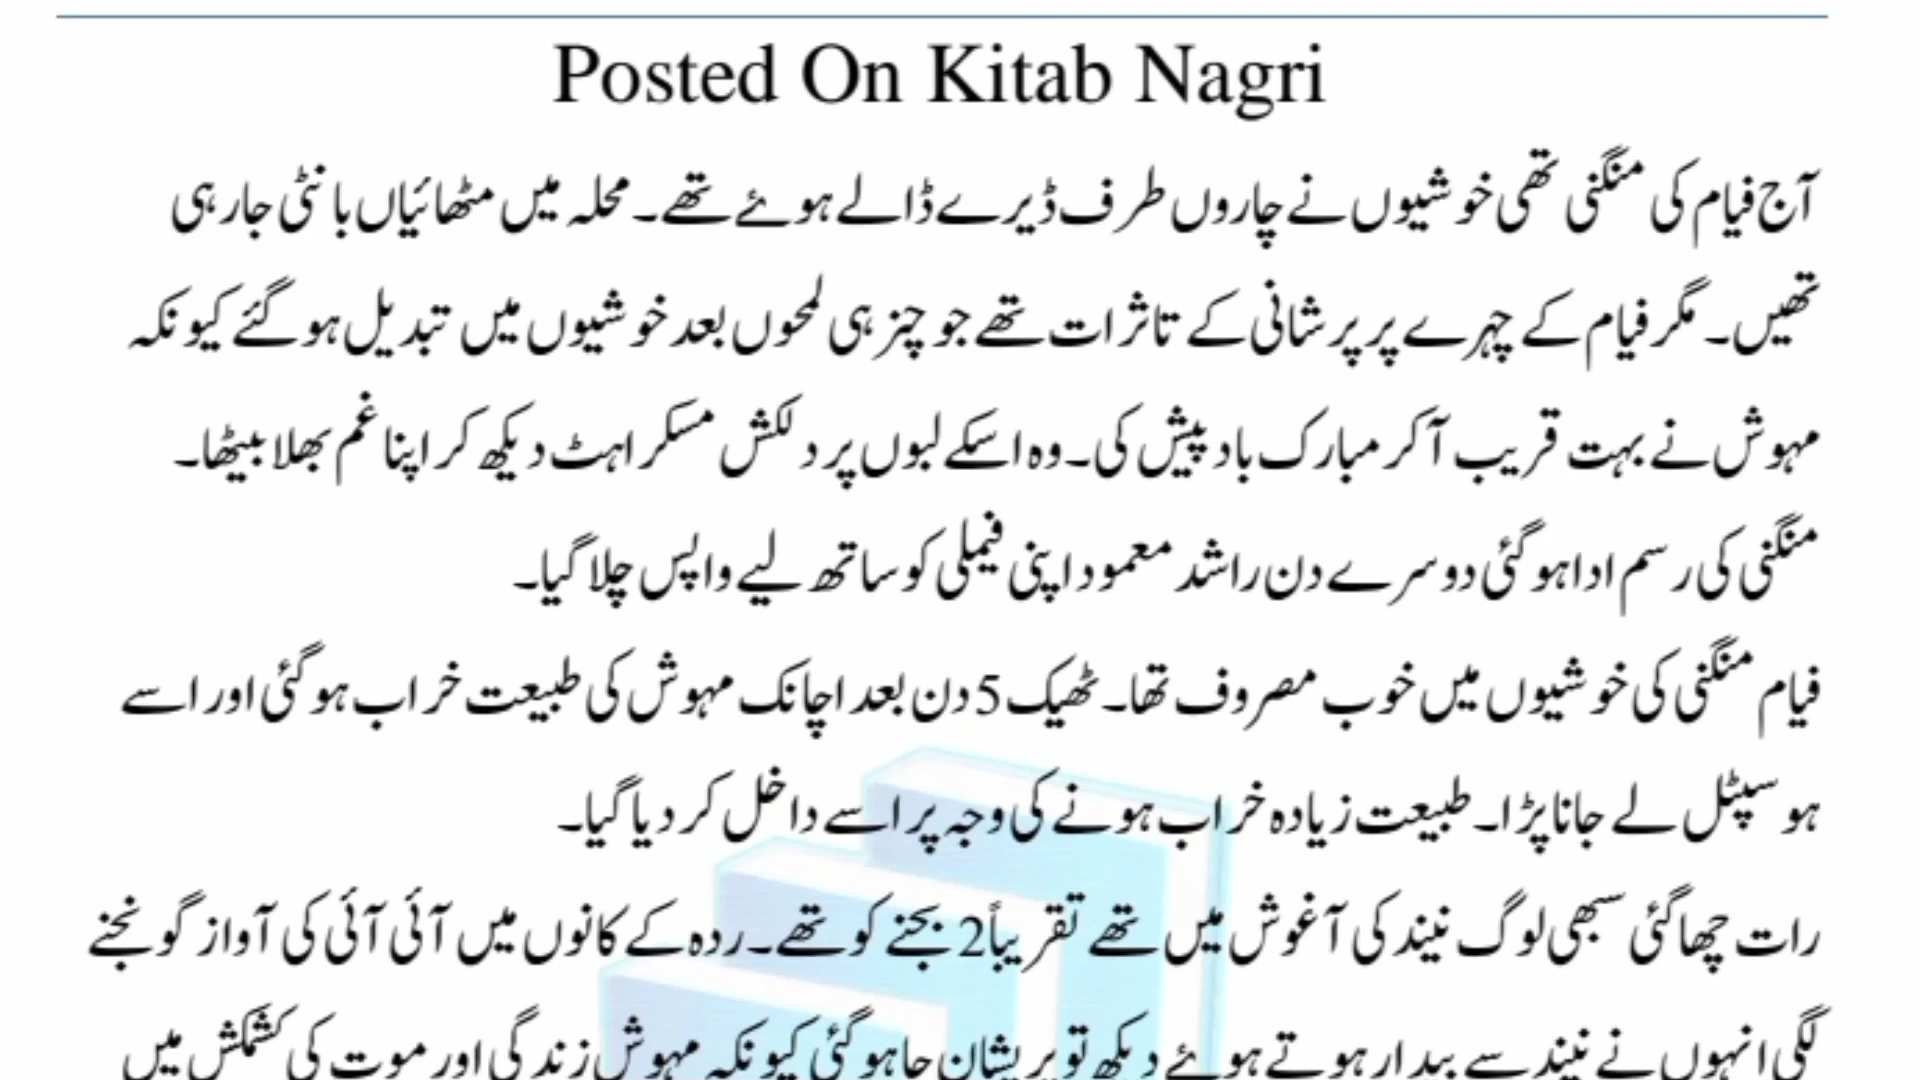 Posted On Kitab Nagri
آج فیام کی منگنی تھی خوشیوں نے چاروں طرف ڈیرے ڈالے ہوئے تھے۔ محلہ میں مٹھائیاں بانٹی جارہی
تھیں۔ مگر فیام کے چہرے پر پرشانی کے تاثرات تھے جو چنز ہی لمحوں بعد خوشیوں میں تبدیل ہوگئے کیونکہ
مہوش نے بہت قریب آکر مبارک باد پیش کی۔ وہ اسکے لبوں پر دلکش مسکراہٹ دیکھ کر اپنا غم بھلا بیٹھا۔
منگنی کی رسم ادا ہوگئی دوسرے دن راشد معمود اپنی فیملی کو ساتھ لیے واپس چلا گیا۔
فیام منگنی کی خوشیوں میں خوب مصروف تھا۔ ٹھیک 5 دن بعد اچانک مہوش کی طبیعت خراب ہوگئی اور اسے
ہوسپٹل لے جانا پڑا۔ طبیعت زیادہ خراب ہونے کی وجہ پر اسے داخل کر دیا گیا۔
رات چھاگئی سبھی لوگ نیند کی آغوش میں تھے تقریباً 2 بجنے کو تھے۔ ردہ کے کانوں میں آئی آئی کی آواز گونجنے
لگی انہوں نے نیند سے بیدار ہوتے ہوئے دیکھ تو پریشان حا ہوگئی کیونکہ مہوش زندگی اور موت کی کشمکش میں